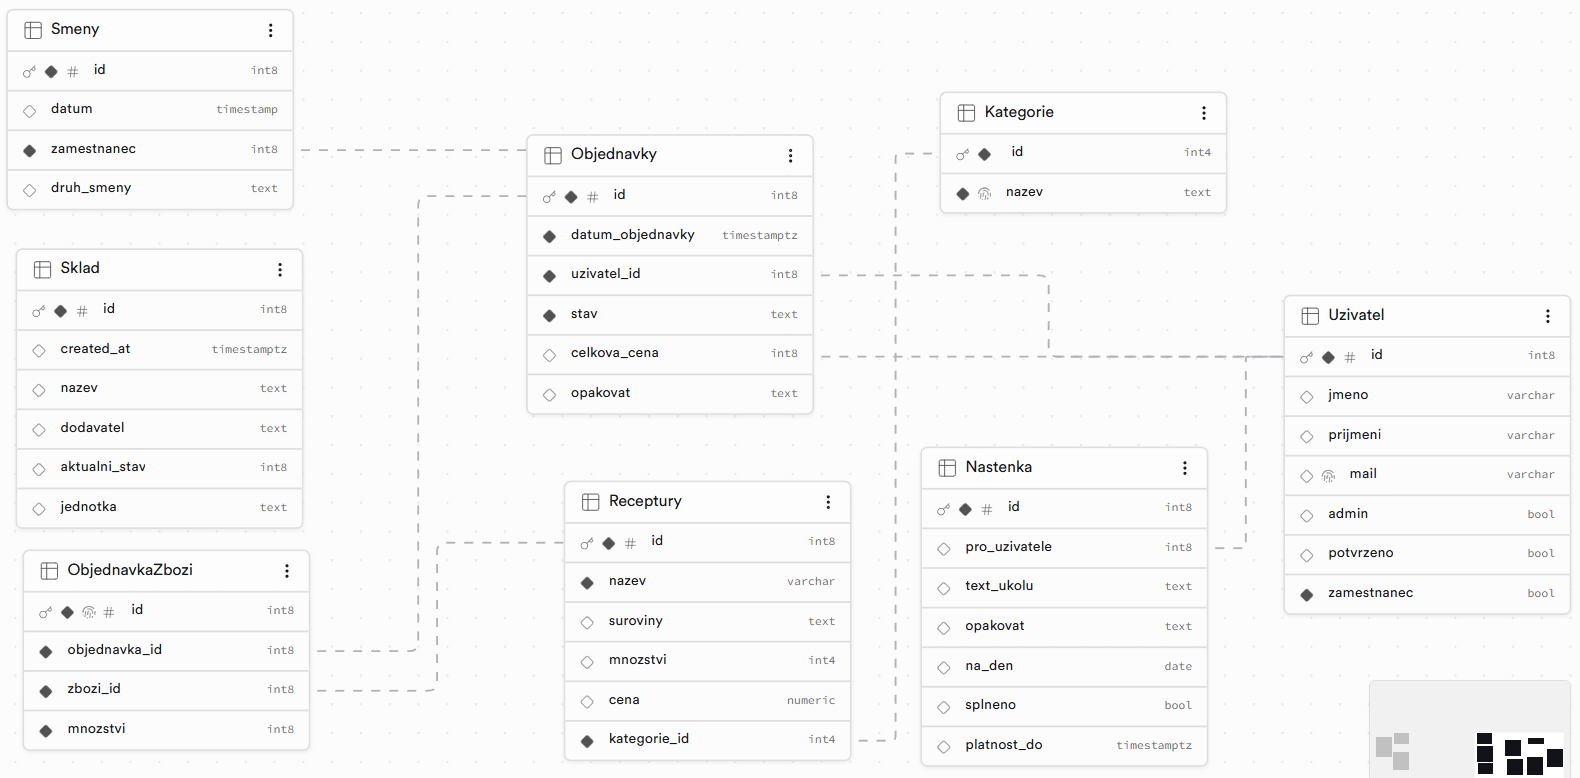 Smeny
# id int8
datum timestamp
zamestnanec int8
druh_smeny text
Sklad
# id int8
created_at timestamptz
nazev text
dodavatel text
aktualni_stav int8
jednotka text
ObjednavkaZbozi
# id int8
objednavka_id int8
zbozi_id int8
mnozstvi int8
Objednavky
# id int8
datum_objednavky timestamptz
uzivatel_id int8
stav text
celkova_cena int8
opakovat text
Receptury
# id int8
nazev varchar
suroviny text
mnozstvi int4
cena numeric
kategorie_id int4
Kategorie
id int4
nazev text
Nastenka
# id int8
pro_uzivatele int8
text_ukolu text
opakovat text
na_den date
splneno bool
platnost_do timestamptz
Uzivatel
# id int8
jmeno varchar
prijmeni varchar
mail varchar
admin bool
potvrzeno bool
zamestnanec bool